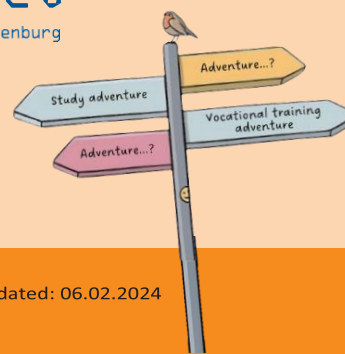 enburg
Adventure...?
Study adventure
Vocational training
adventure
Adventure...?
dated: 06.02.2024